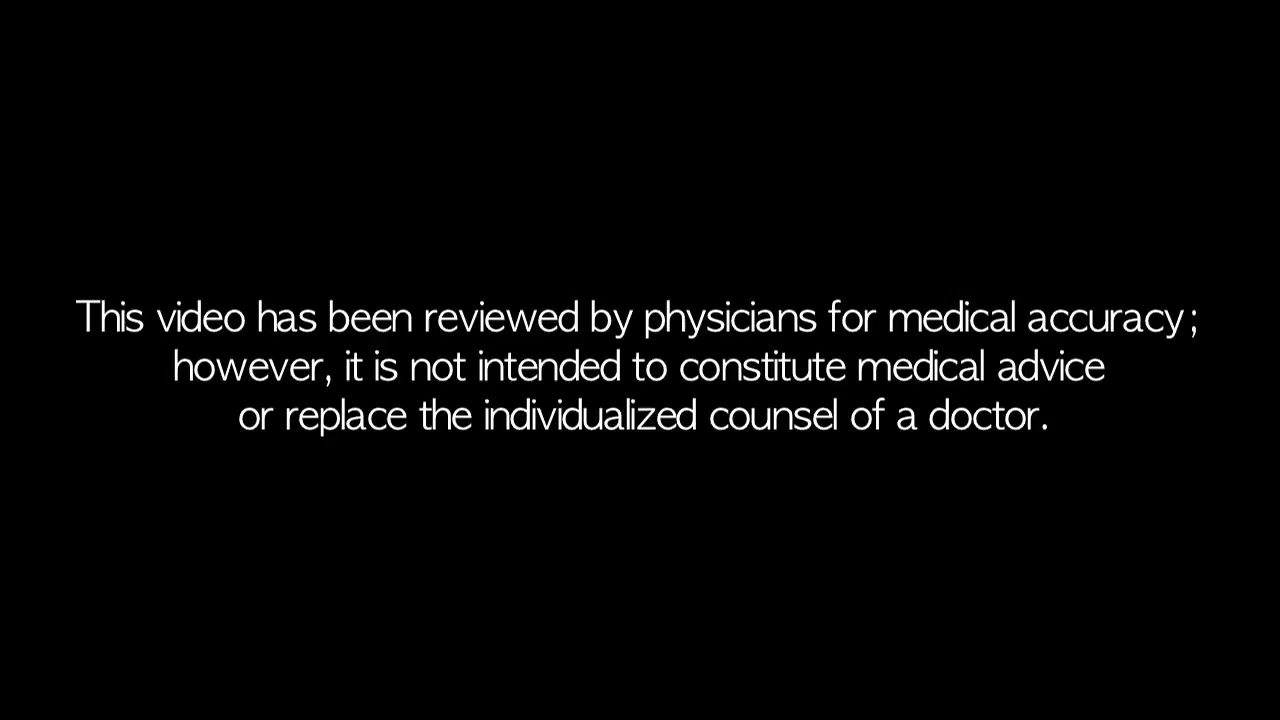 This video has been reviewed by physicians for medical accuracy;
however, it is not intended to constitute medical advice
or replace the individualized counsel of a doctor.